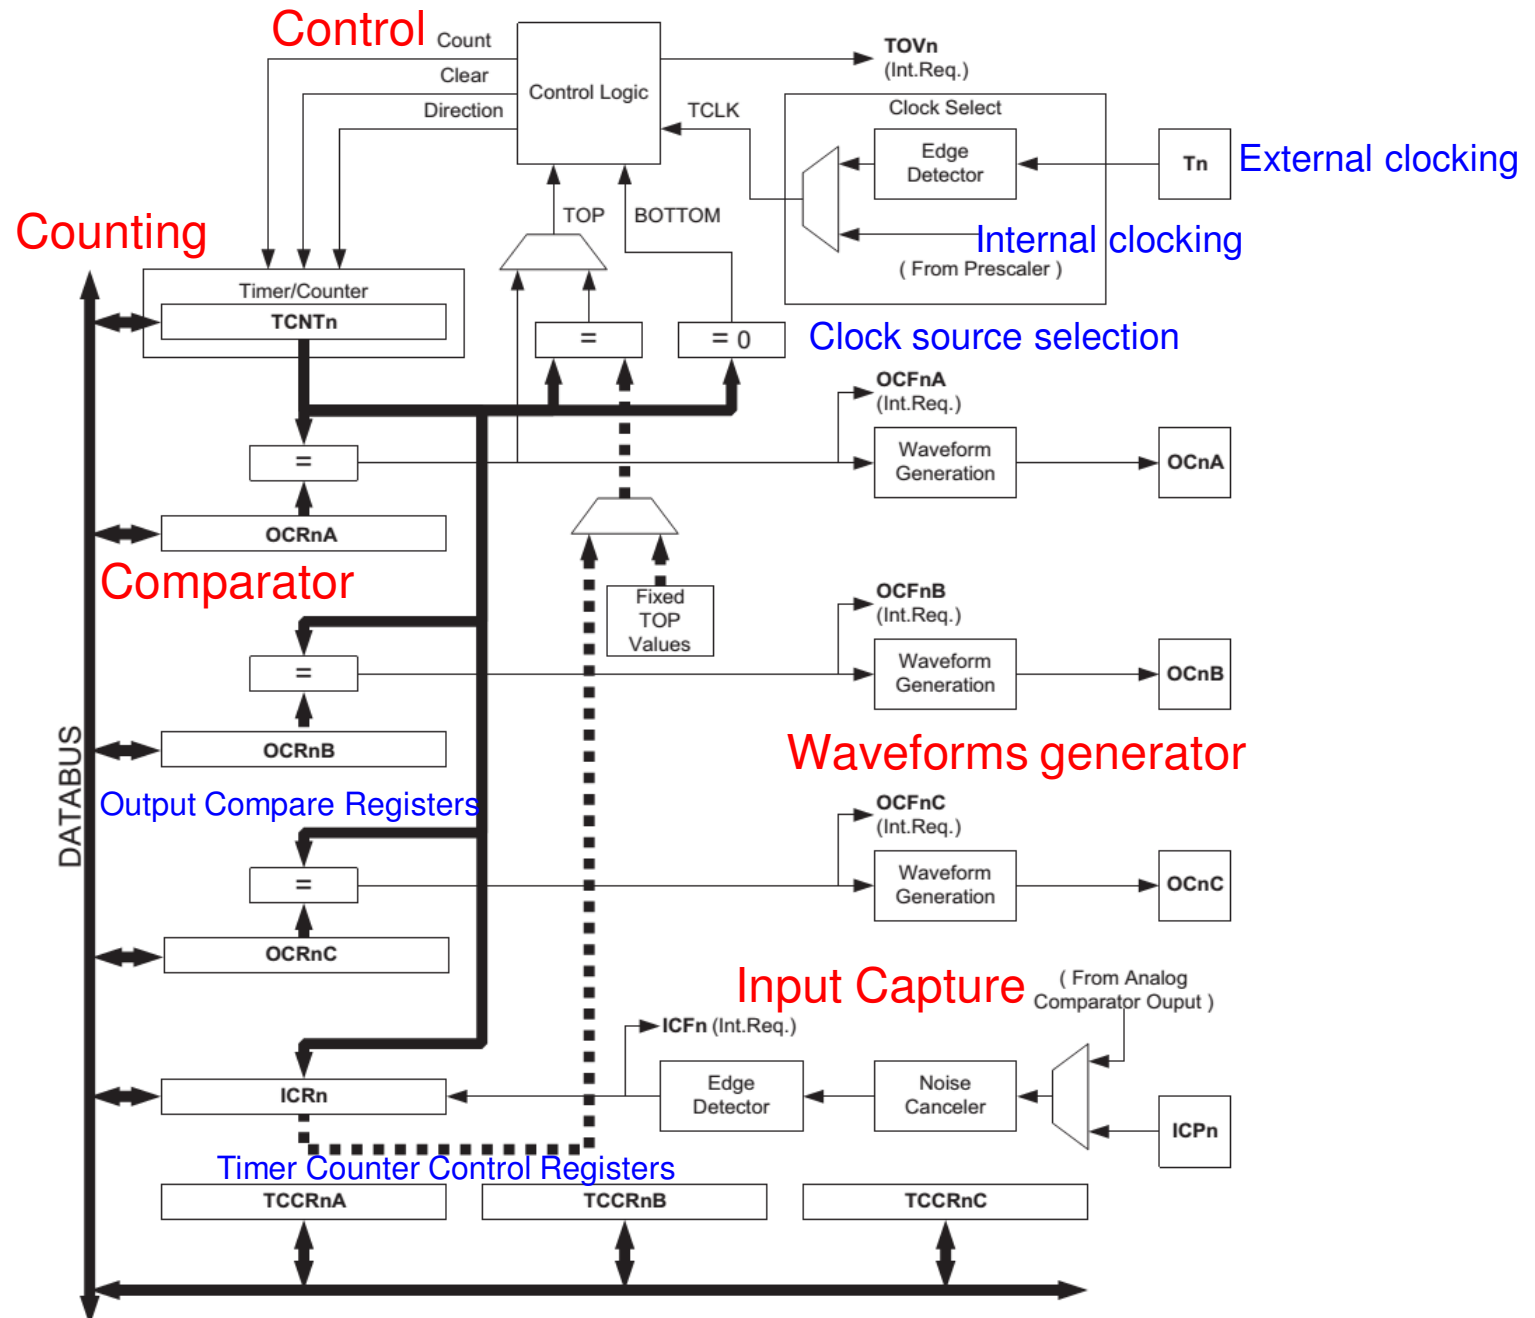 Control
Count
Clear
Direction
Control Logic
TOVn
(Int.Req.)
TCLK
Clock Select
Edge
Detector
Tn
External clocking
Internal clocking
( From Prescaler )
TOP
BOTTOM
Counting
Timer/Counter
TCNTn
=
= 0
Clock source selection
OCFnA
(Int.Req.)
=
Waveform
Generation
OCnA
OCRnA
Comparator
Fixed
TOP
Values
OCFnB
(Int.Req.)
=
Waveform
Generation
OCnB
OCRnB
Waveforms generator
DATABUS
Output Compare Registers
OCFnC
(Int.Req.)
=
Waveform
Generation
OCnC
OCRnC
Input Capture
( From Analog
Comparator Ouput )
ICFn (Int.Req.)
ICRn
Edge
Detector
Noise
Canceler
ICPn
Timer Counter Control Registers
TCCRnA
TCCRnB
TCCRnC